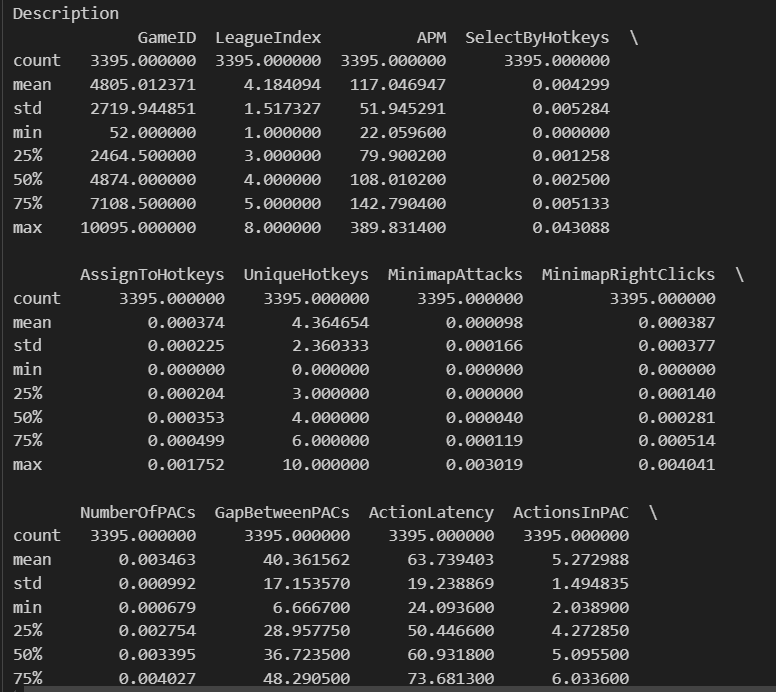 Description
GameID LeagueIndex APM SelectByHotkeys \
count 3395.000000 3395.000000 3395.000000 3395.000000
mean 4805.012371 4.184094 117.046947 0.004299
std 2719.944851 1.517327 51.945291 0.005284
min 52.000000 1.000000 22.059600 0.000000
25% 2464.500000 3.000000 79.900200 0.001258
50% 4874.000000 4.000000 108.010200 0.002500
75% 7108.500000 5.000000 142.790400 0.005133
max 10095.000000 8.000000 389.831400 0.043088
AssignToHotkeys UniqueHotkeys MinimapAttacks MinimapRightClicks \
count 3395.000000 3395.000000 3395.000000 3395.000000
mean 0.000374 4.364654 0.000098 0.000387
std 0.000225 2.360333 0.000166 0.000377
min 0.000000 0.000000 0.000000 0.000000
25% 0.000204 3.000000 0.000000 0.000140
50% 0.000353 4.000000 0.000040 0.000281
75% 0.000499 6.000000 0.000119 0.000514
max 0.001752 10.000000 0.003019 0.004041
NumberOfPACs GapBetweenPACs ActionLatency ActionsInPAC \
count 3395.000000 3395.000000 3395.000000 3395.000000
mean 0.003463 40.361562 63.739403 5.272988
std 0.000992 17.153570 19.238869 1.494835
min 0.000679 6.666700 24.093600 2.038900
25% 0.002754 28.957750 50.446600 4.272850
50% 0.003395 36.723500 60.931800 5.095500
75% 0.004027 48.290500 73.681300 6.033600